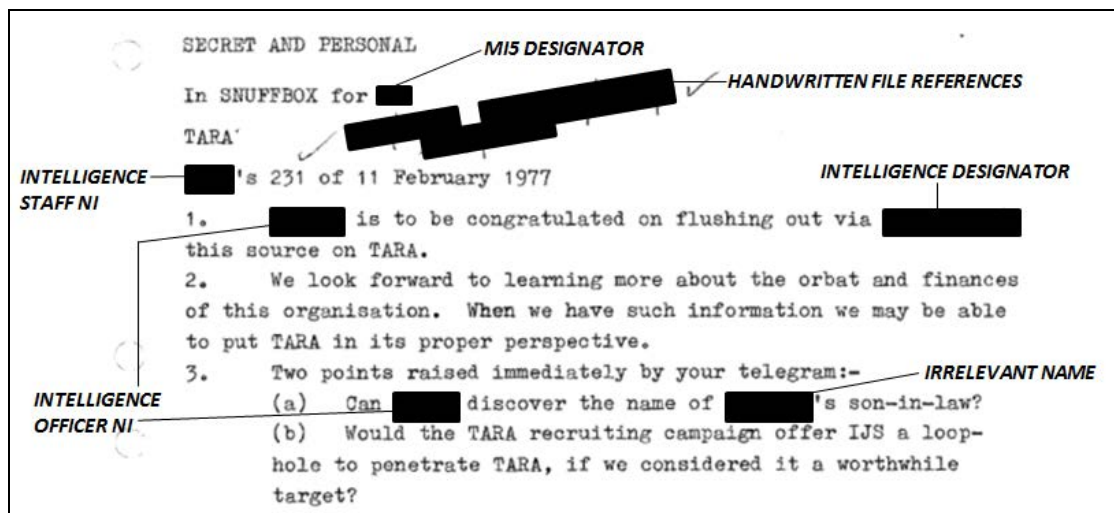 SECRET AND PERSONAL
MI5 DESIGNATOR
In SNUFFBOX for
HANDWRITTEN FILE REFERENCES
TARA
INTELLIGENCE
STAFF NI
's 231 of 11 February 1977
INTELLIGENCE DESIGNATOR
1. is to be congratulated on flushing out via
this source on TARA.
2. We look forward to learning more about the orbat and finances
of this organisation. When we have such information we may be able
to put TARA in its proper perspective.
3. Two points raised immediately by your telegram:-
IRRELEVANT NAME
INTELLIGENCE
OFFICER NI
(a) Can discover the name of 's son-in-law?
(b) Would the TARA recruiting campaign offer IJS a loop-
hole to penetrate TARA, if we considered it a worthwhile
target?